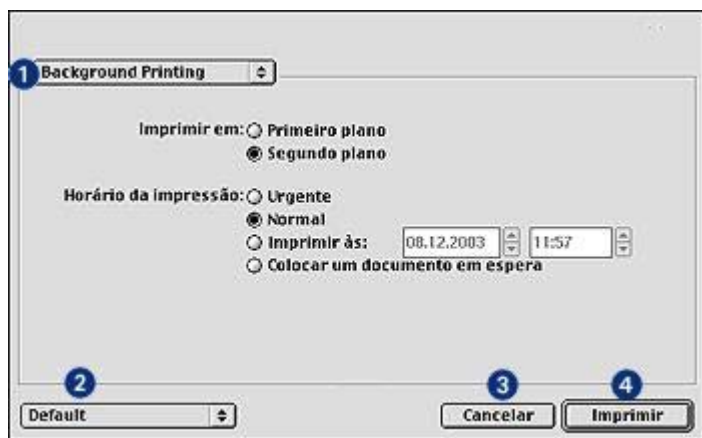 1 Background Printing
Imprimir em: Primeiro plano
Segundo plano
Horário da impressão: Urgente
Normal
Imprimir às: 08.12.2003 11:57
Colocar um documento em espera
2 3 4
Default Cancelar Imprimir